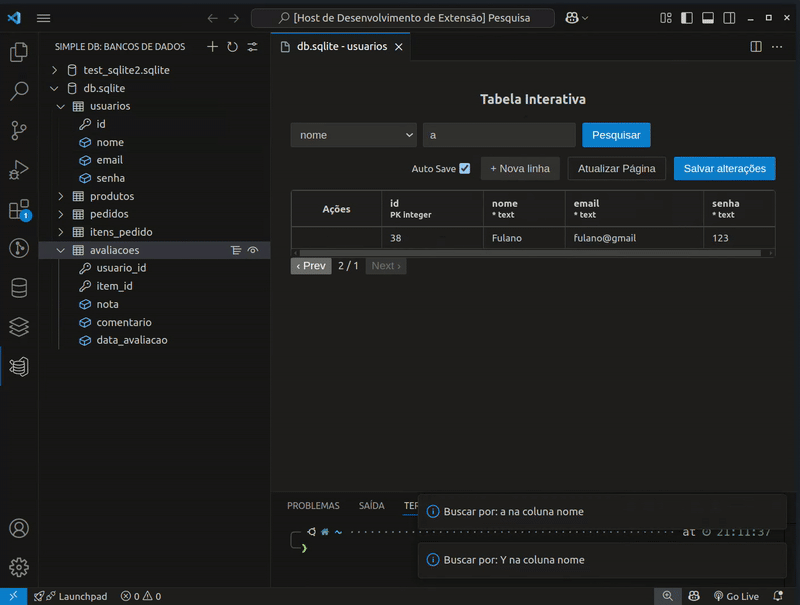 [Host de Desenvolvimento de Extensão] Pesquisa
SIMPLE DB: BANCOS DE DADOS
test_sqlite2.sqlite
db.sqlite
usuarios
id
nome
email
senha
produtos
pedidos
itens_pedido
avaliacoes
usuario_id
item_id
nota
comentario
data_avaliacao
1
db.sqlite - usuarios
Tabela Interativa
nome a Pesquisar
Auto Save + Nova linha Atualizar Página Salvar alterações
Ações id nome email senha
PK integer * text * text * text
38 Fulano fulano@gmail 123
‹ Prev 2 / 1 Next ›
PROBLEMAS SAÍDA TER
Buscar por: a na coluna nome
~ at 21:11:37
Buscar por: Y na coluna nome
Launchpad 0 0 Go Live